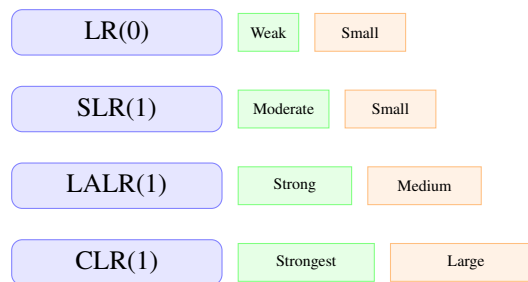 LR(0) Weak Small
SLR(1) Moderate Small
LALR(1) Strong Medium
CLR(1) Strongest Large